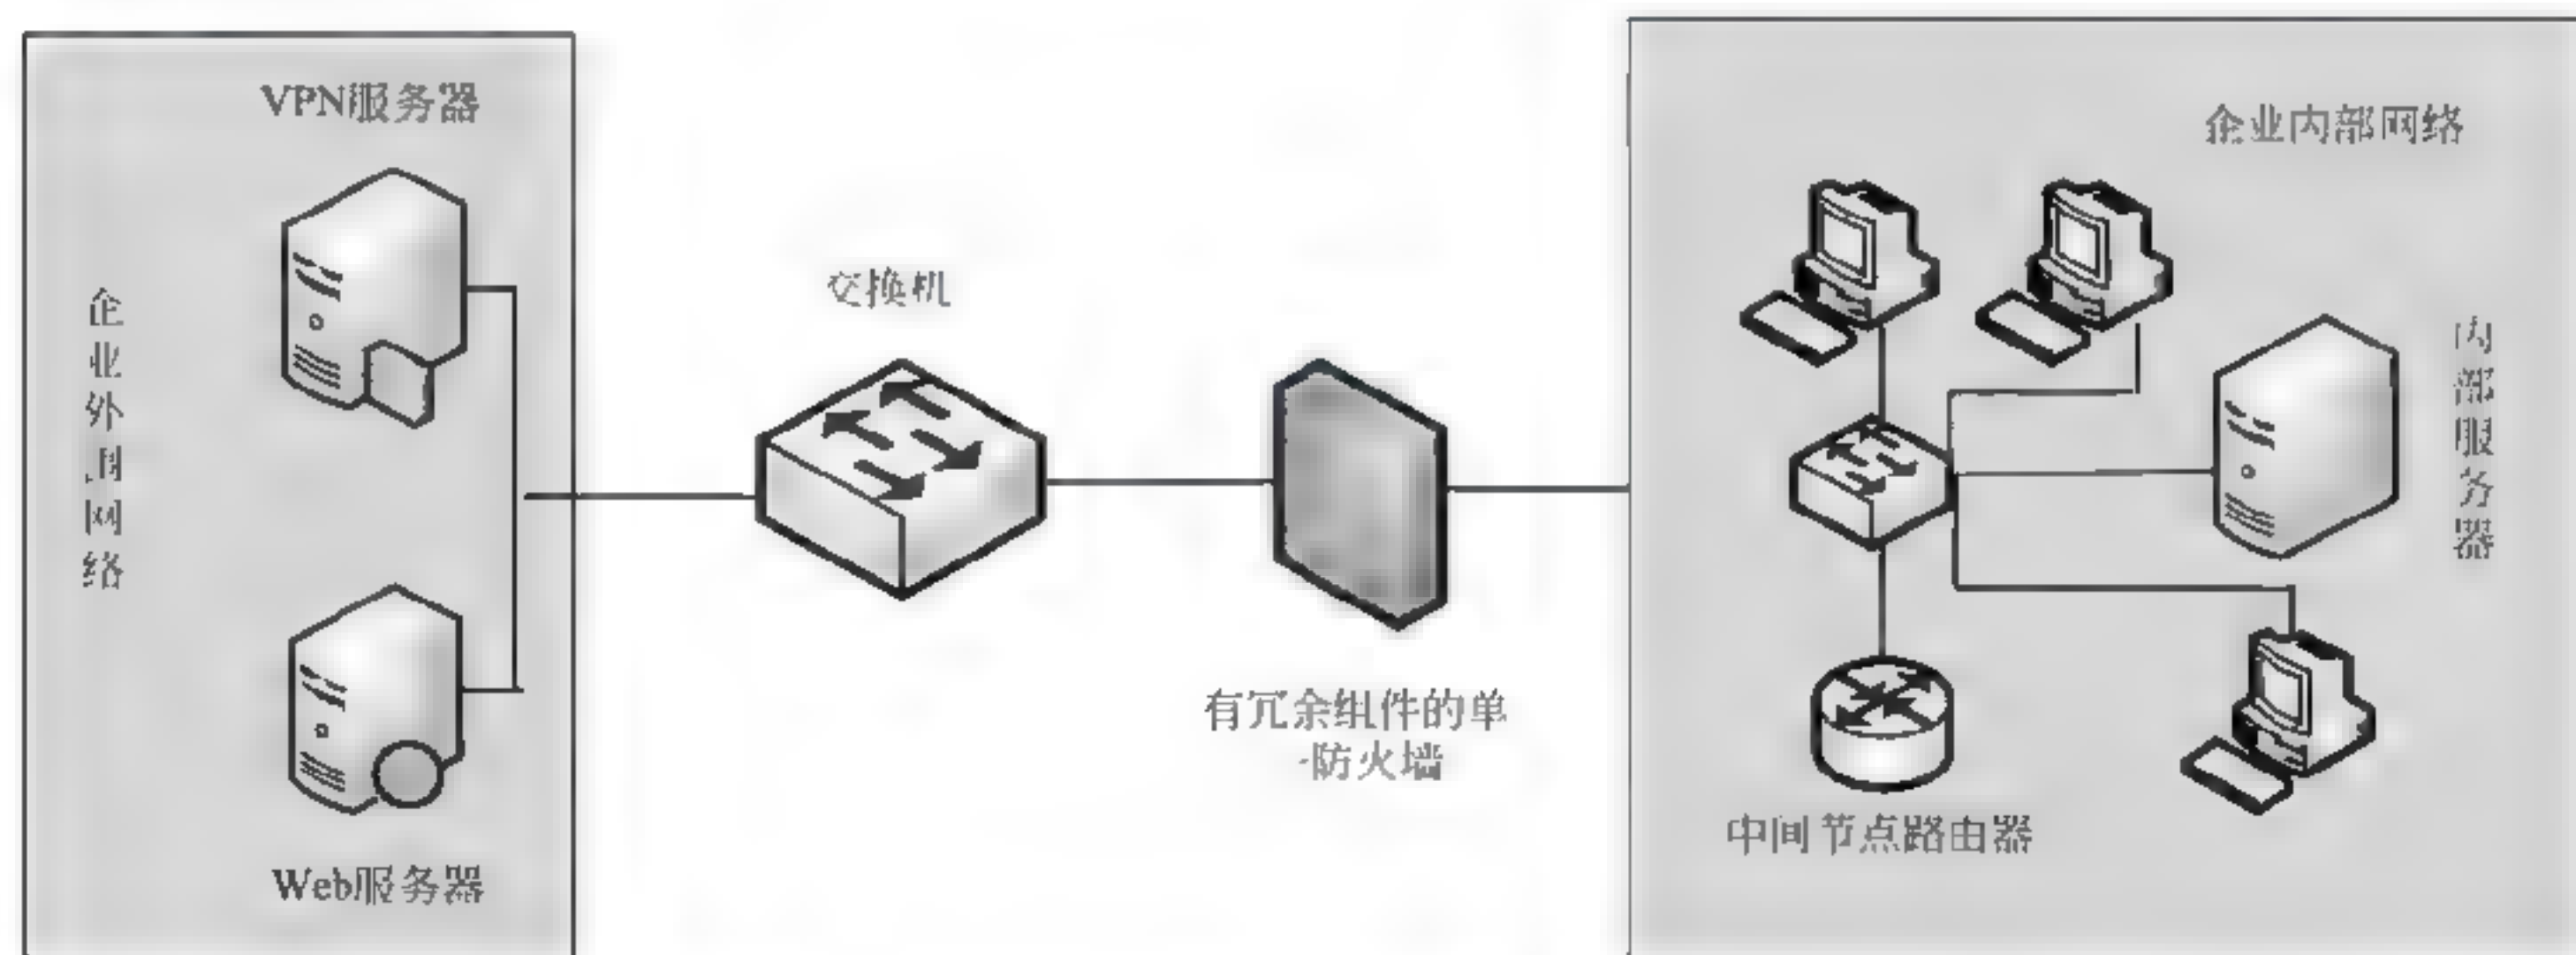 VPN服务器
企业外围网络
Web服务器
交换机
有冗余组件的单
一防火墙
企业内部网络
内部服务器
中间节点路由器